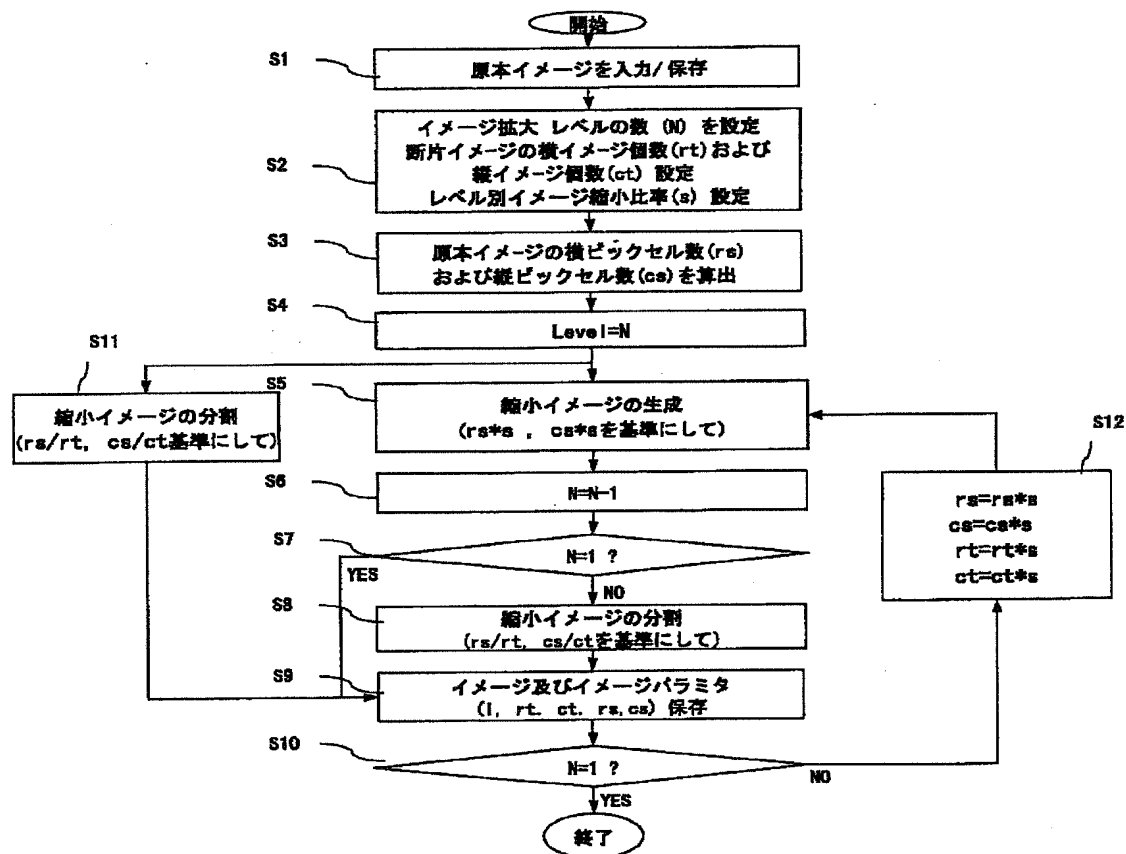 開始
S1
原本イメージを入力/保存
S2
イメージ拡大 レベルの数 (N) を設定
断片イメージの横イメージ個数(rt)および
縦イメージ個数(ct) 設定
レベル別イメージ縮小比率(s) 設定
S3
原本イメージの横ピックセル数(rs)
および縦ピックセル数(cs)を算出
S4
Level=N
S11
縮小イメージの分割
(rs/rt, cs/ct基準にして)
S5
縮小イメージの生成
(rs*s , cs*sを基準にして)
S12
rs=rs*s
cs=cs*s
rt=rt*s
ct=ct*s
S6
N=N-1
S7
N=1 ?
YES
NO
S8
縮小イメージの分割
(rs/rt, cs/ctを基準にして)
S9
イメージ及びイメージパラミタ
(l, rt. ct. rs,cs) 保存
S10
N=1 ?
NO
YES
終了